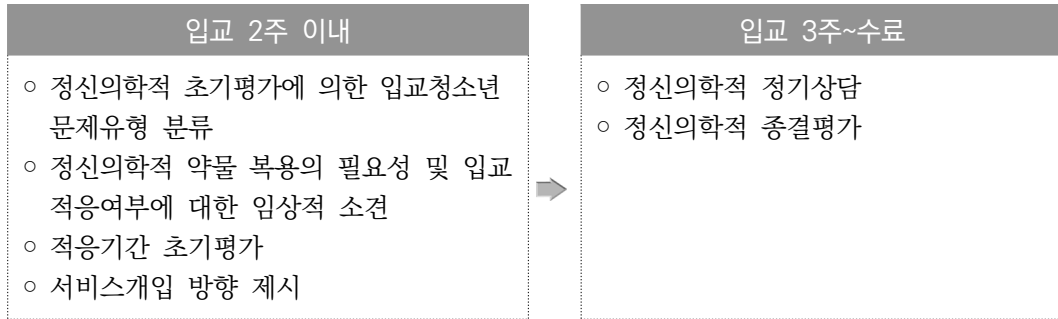 입교 2주 이내
○ 정신의학적 초기평가에 의한 입교청소년
문제유형 분류
○ 정신의학적 약물 복용의 필요성 및 입교
적응여부에 대한 임상적 소견
○ 적응기간 초기평가
○ 서비스개입 방향 제시
입교 3주~수료
○ 정신의학적 정기상담
○ 정신의학적 종결평가